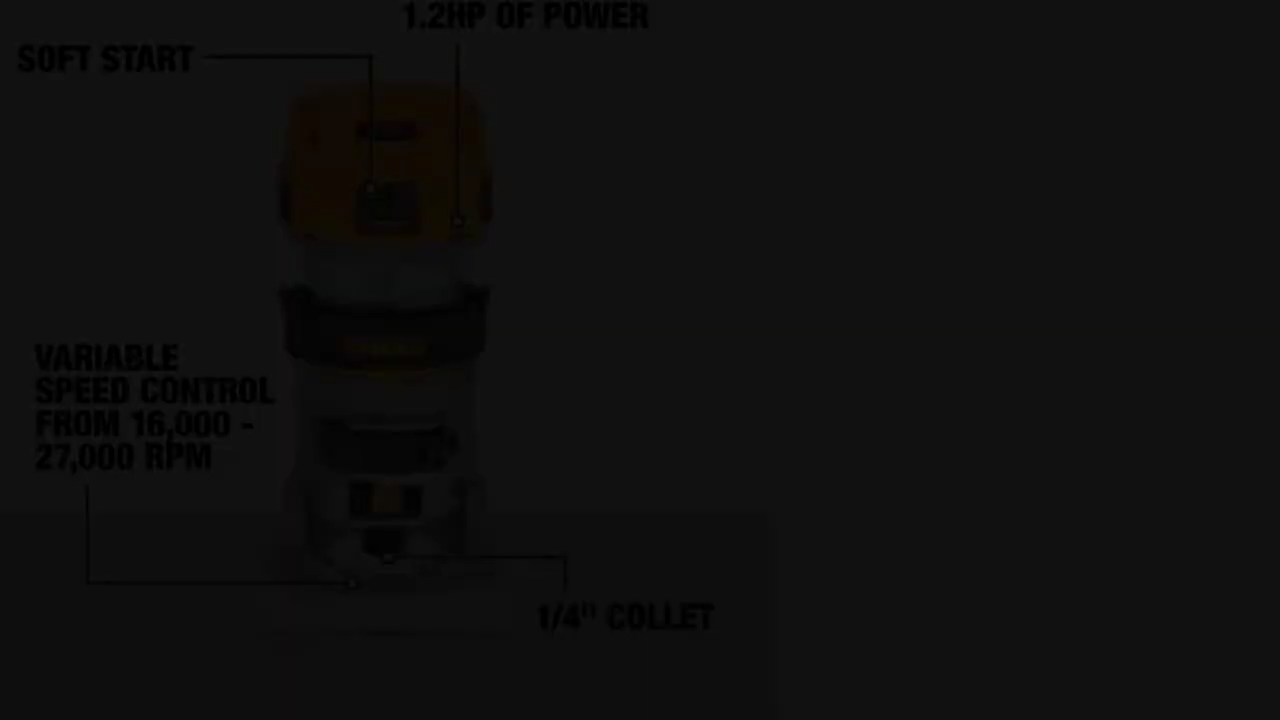 1.2HP OF POWER
SOFT START
VARIABLE
SPEED CONTROL
FROM 16,000 -
27,000 RPM
1/4" COLLET